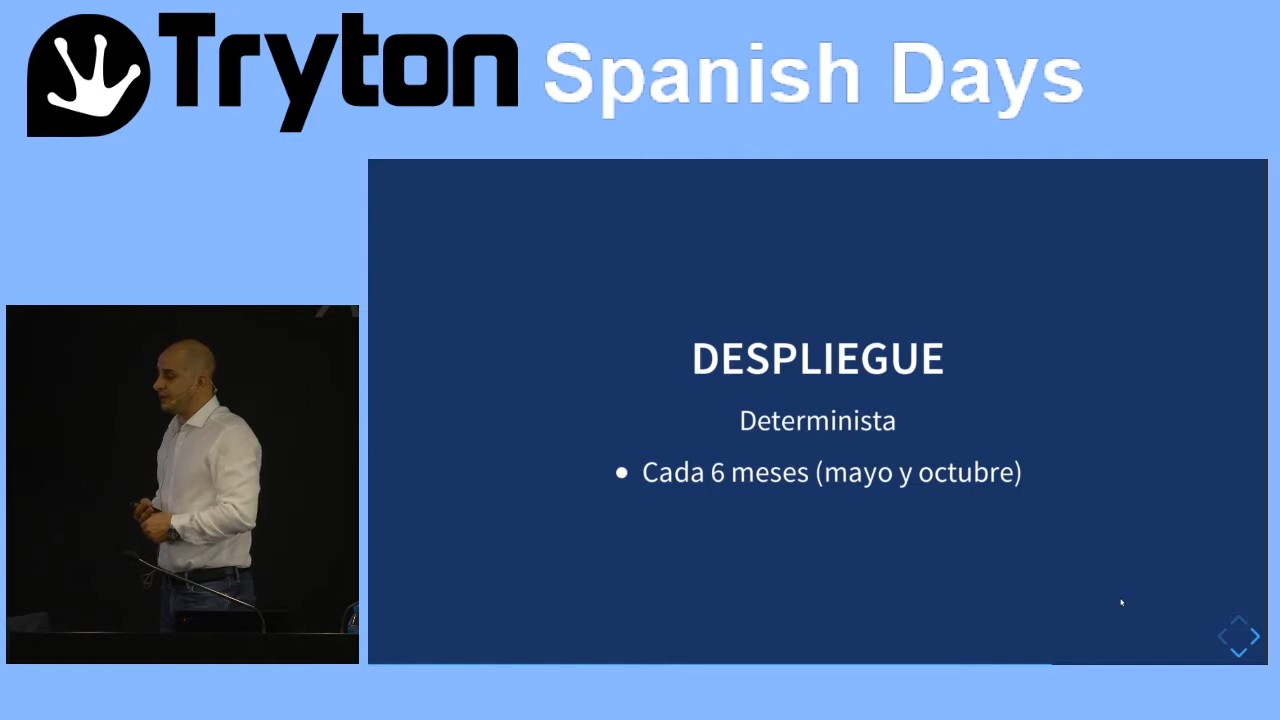 Tryton Spanish Days
DESPLIEGUE
Determinista
• Cada 6 meses (mayo y octubre)